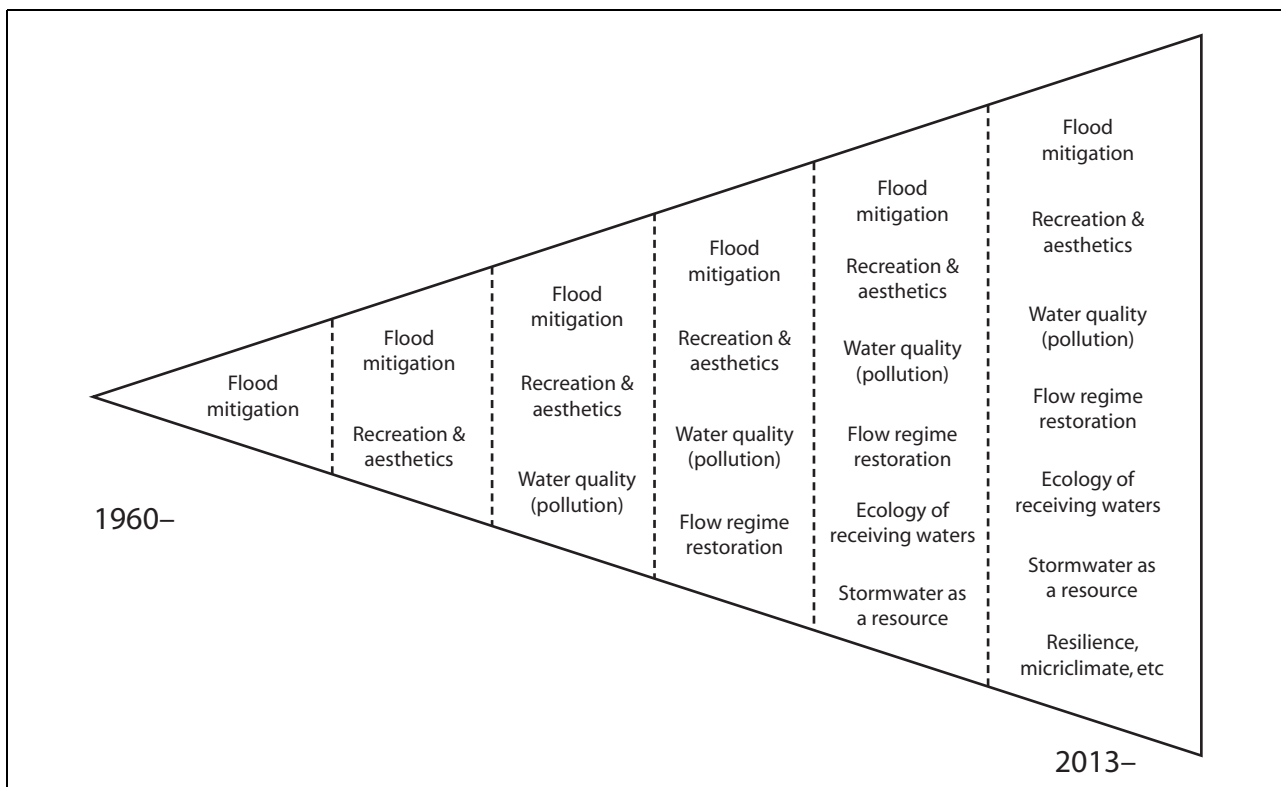 Flood
mitigation
Flood
mitigation
Recreation &
aesthetics
Flood
mitigation
Recreation &
aesthetics
Water quality
(pollution)
Flood
mitigation
Recreation &
aesthetics
Water quality
(pollution)
Flow regime
restoration
Flood
mitigation
Recreation &
aesthetics
Water quality
(pollution)
Flow regime
restoration
Ecology of
receiving waters
Stormwater as
a resource
Flood
mitigation
Recreation &
aesthetics
Water quality
(pollution)
Flow regime
restoration
Ecology of
receiving waters
Stormwater as
a resource
Resilience,
micriclimate, etc
1960–
2013–